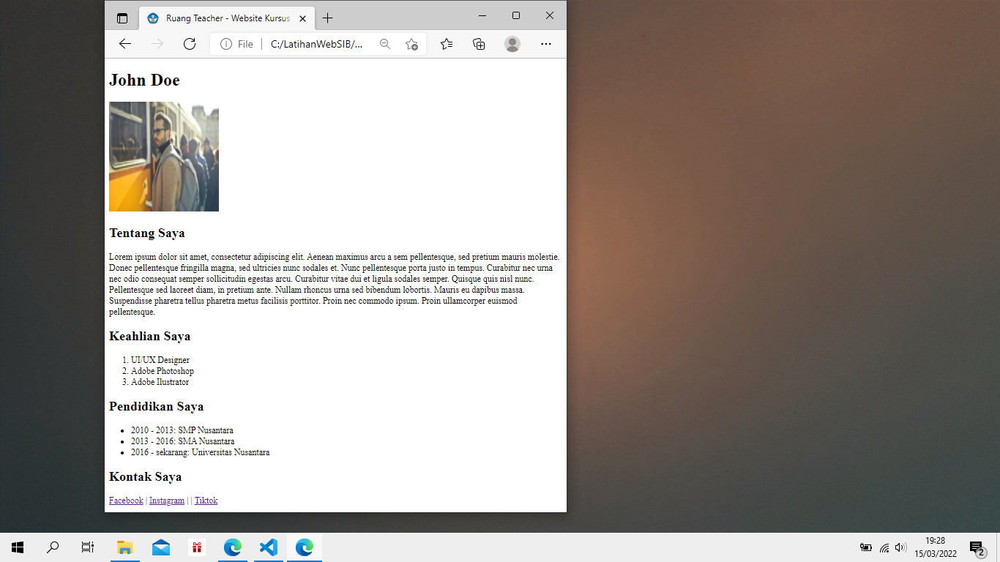 Ruang Teacher - Website Kursus
File
C:/LatihanWebSIB/...
John Doe
Tentang Saya
Lorem ipsum dolor sit amet, consectetur adipiscing elit. Aenean maximus arcu a sem pellentesque, sed pretium mauris molestie.
Donec pellentesque fringilla magna, sed ultricies nunc sodales et. Nunc pellentesque porta justo in tempus. Curabitur nec urna
nec odio consequat semper sollicitudin egestas arcu. Curabitur vitae dui et ligula sodales semper. Quisque quis nisl nunc.
Pellentesque sed laoreet diam, in pretium ante. Nullam rhoncus urna sed bibendum lobortis. Mauris eu dapibus massa.
Suspendisse pharetra tellus pharetra metus facilisis porttitor. Proin nec commodo ipsum. Proin ullamcorper euismod
pellentesque.
Keahlian Saya
1. UI/UX Designer
2. Adobe Photoshop
3. Adobe Ilustrator
Pendidikan Saya
• 2010 - 2013: SMP Nusantara
• 2013 - 2016: SMA Nusantara
• 2016 - sekarang: Universitas Nusantara
Kontak Saya
Facebook | Instagram | | Tiktok
19:28
15/03/2022
2